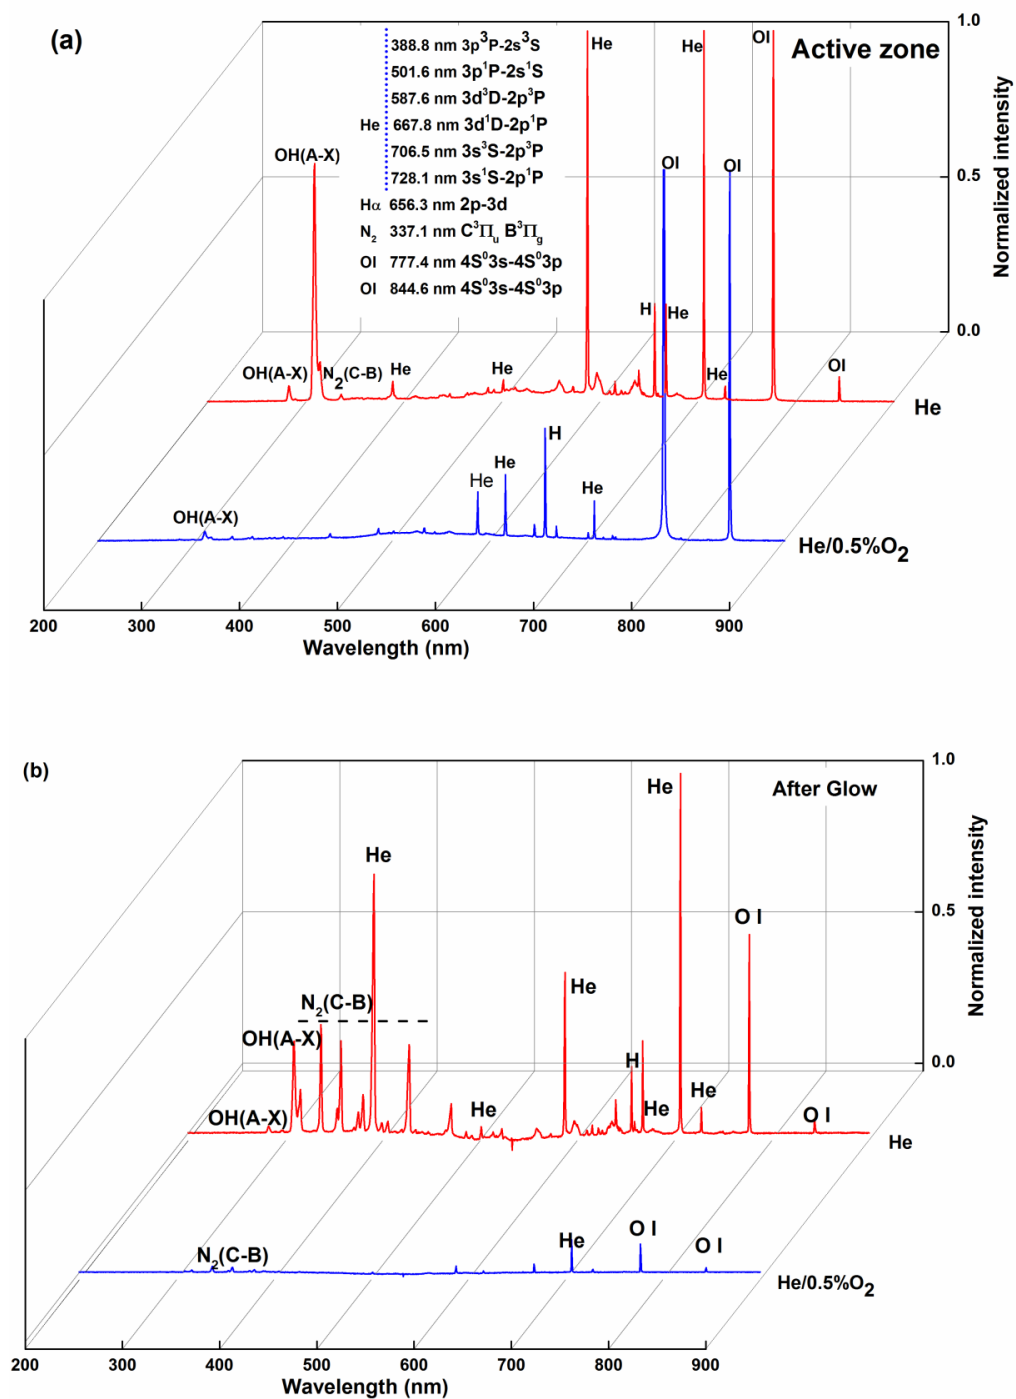 (a)
1.0
Active zone
388.8 nm 3p³P-2s³S
501.6 nm 3p¹P-2s¹S
587.6 nm 3d³D-2p³P
He 667.8 nm 3d¹D-2p¹P
706.5 nm 3s³S-2p³P
728.1 nm 3s¹S-2p¹P
Hα 656.3 nm 2p-3d
N₂ 337.1 nm C³Πᵤ B³Π_g
OI 777.4 nm 4S⁰3s-4S⁰3p
OI 844.6 nm 4S⁰3s-4S⁰3p
He
He
OI
OH(A-X)
OI
OI
0.5
Normalized intensity
0.0
H
He
OH(A-X)
N₂(C-B)
He
He
He
OI
He
OH(A-X)
He
He
H
He
He/0.5%O₂
200 300 400 500 600 700 800 900
Wavelength (nm)
(b)
1.0
After Glow
He
He
O I
0.5
Normalized intensity
N₂(C-B)
He
OH(A-X)
H
0.0
OH(A-X)
He
He
He
O I
He
N₂(C-B)
He
O I
O I
He/0.5%O₂
200 300 400 500 600 700 800 900
Wavelength (nm)